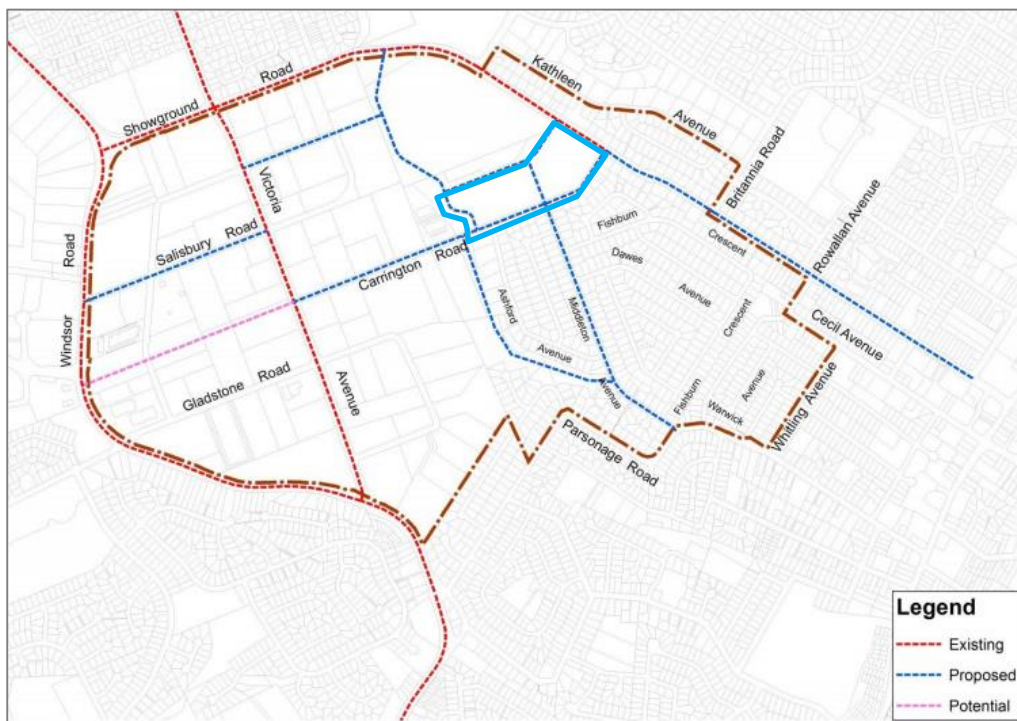 Kathleen
Avenue
Showground Road
Britannia Road
Rowallan Avenue
Victoria
Avenue
Salisbury Road
Windsor Road
Carrington Road
Gladstone Road
Fishburn
Crescent
Dawes
Avenue
Crescent
Ashford
Avenue
Middleton
Avenue
Cecil Avenue
Fishburn
Warwick
Avenue
Whitling Avenue
Parsonage Road
Legend
Existing
Proposed
Potential